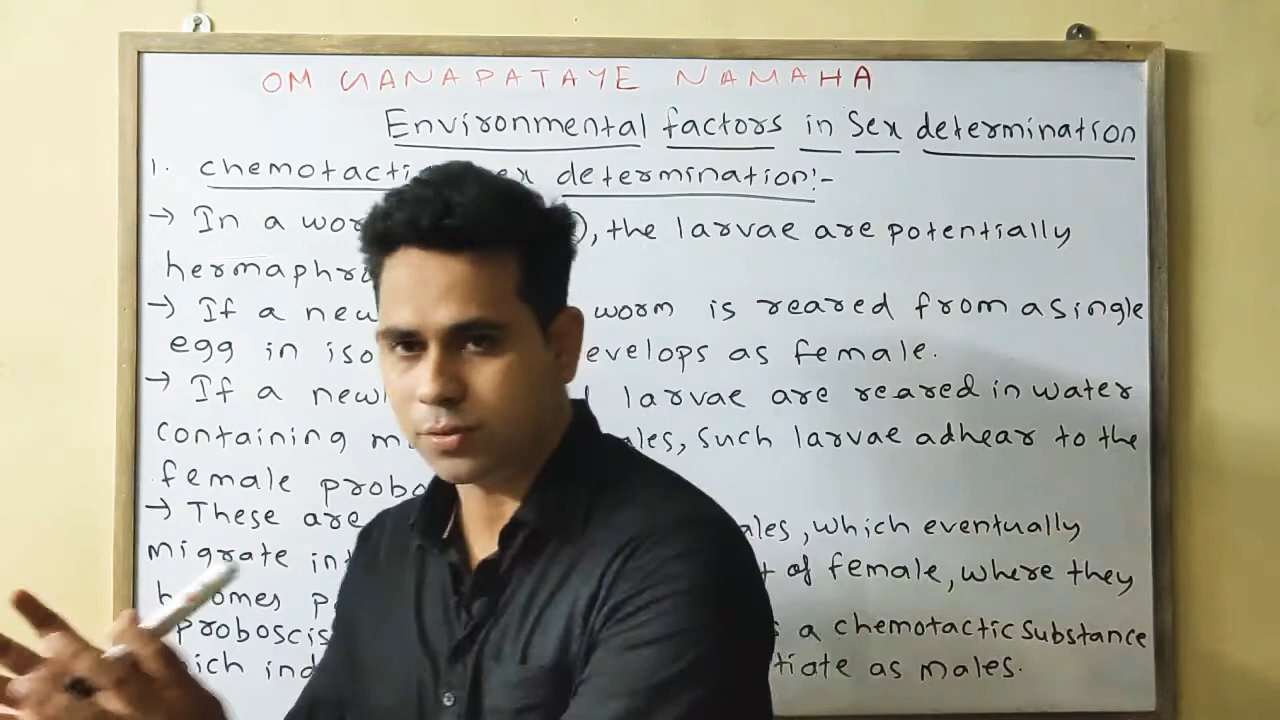 OM GANAPATAYE NAMAHA
Environmental factors in Sex determination
1. chemotacti ex determination:-
→ In a wor ), the larvae are potentially
hermaphro
→ If a new worm is reared from a single
egg in iso evelops as female.
→ If a newl larvae are reared in water
containing m ales, such larvae adhear to the
female probo
→ These are ales, which eventually
migrate int t of female, where they
becomes p
proboscis a chemotactic substance
ich ind tiate as males.